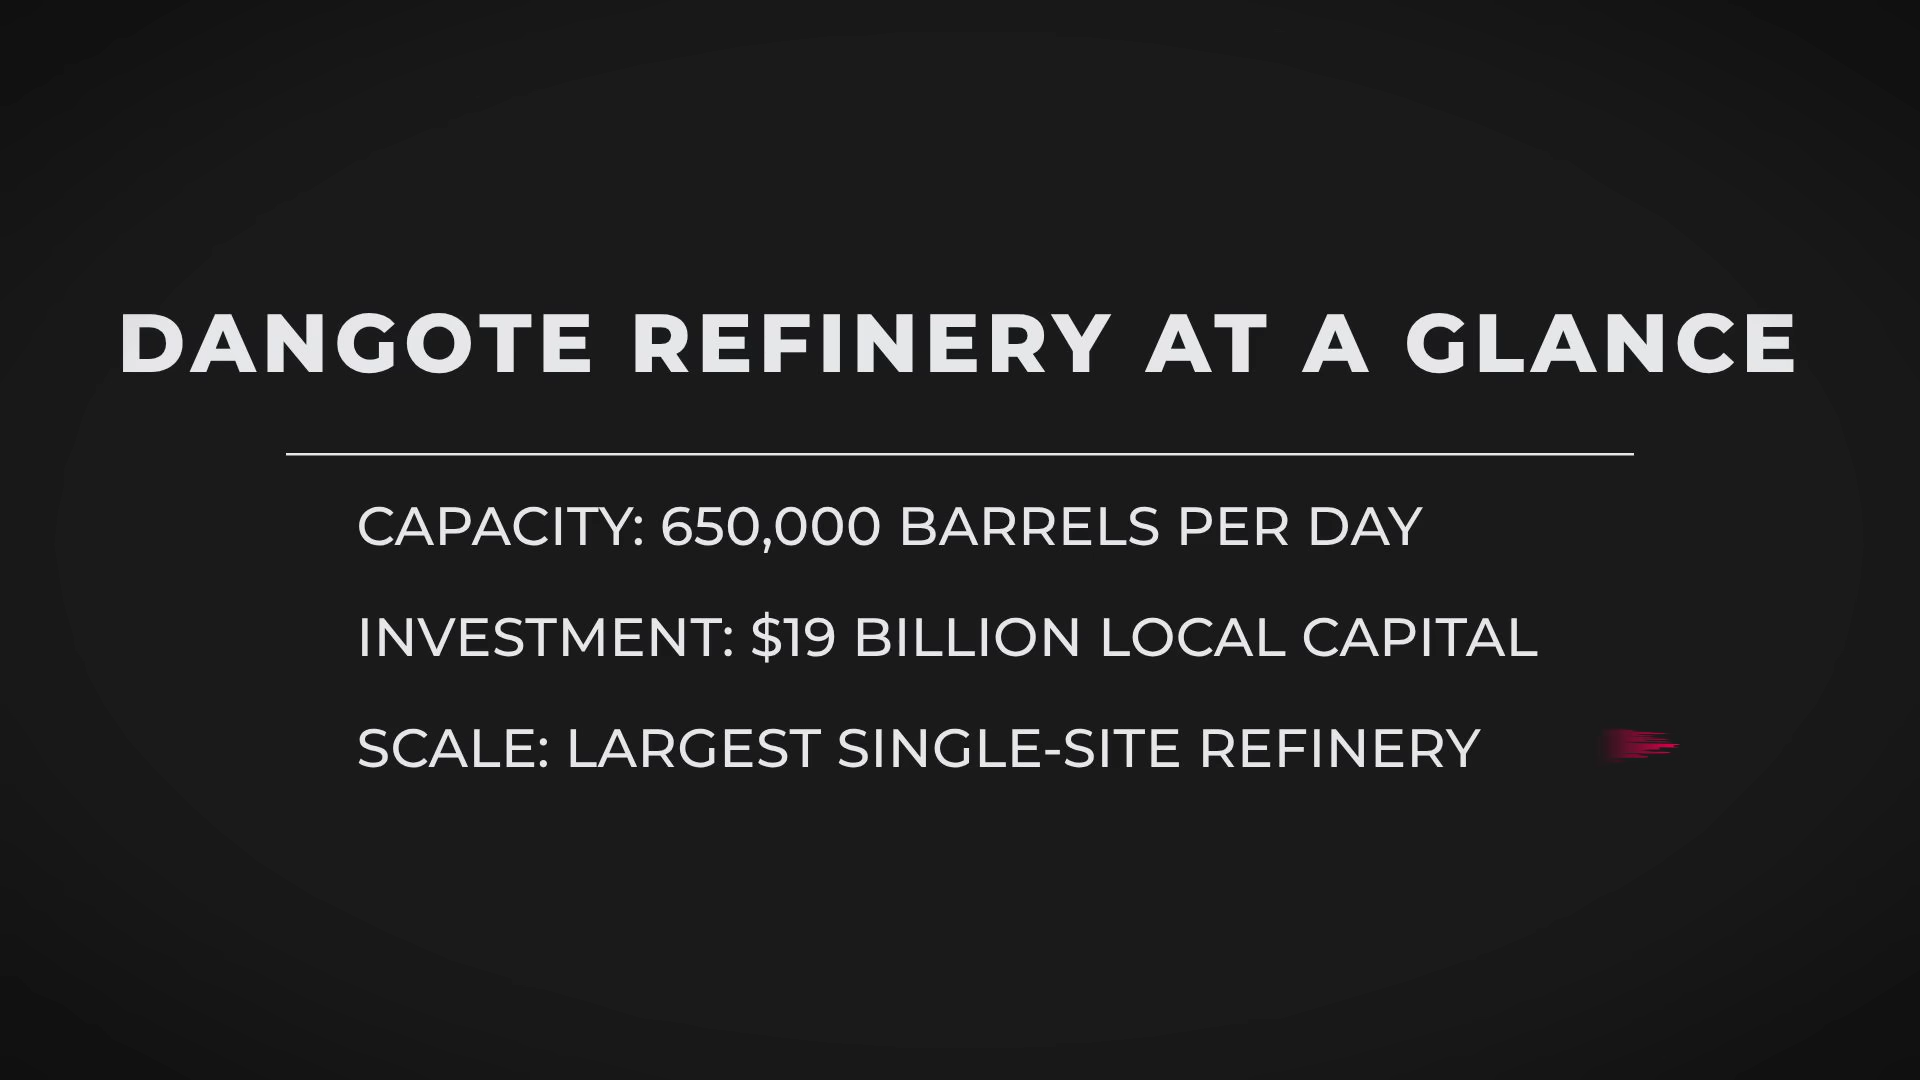 DANGOTE REFINERY AT A GLANCE
CAPACITY: 650,000 BARRELS PER DAY
INVESTMENT: $19 BILLION LOCAL CAPITAL
SCALE: LARGEST SINGLE-SITE REFINERY